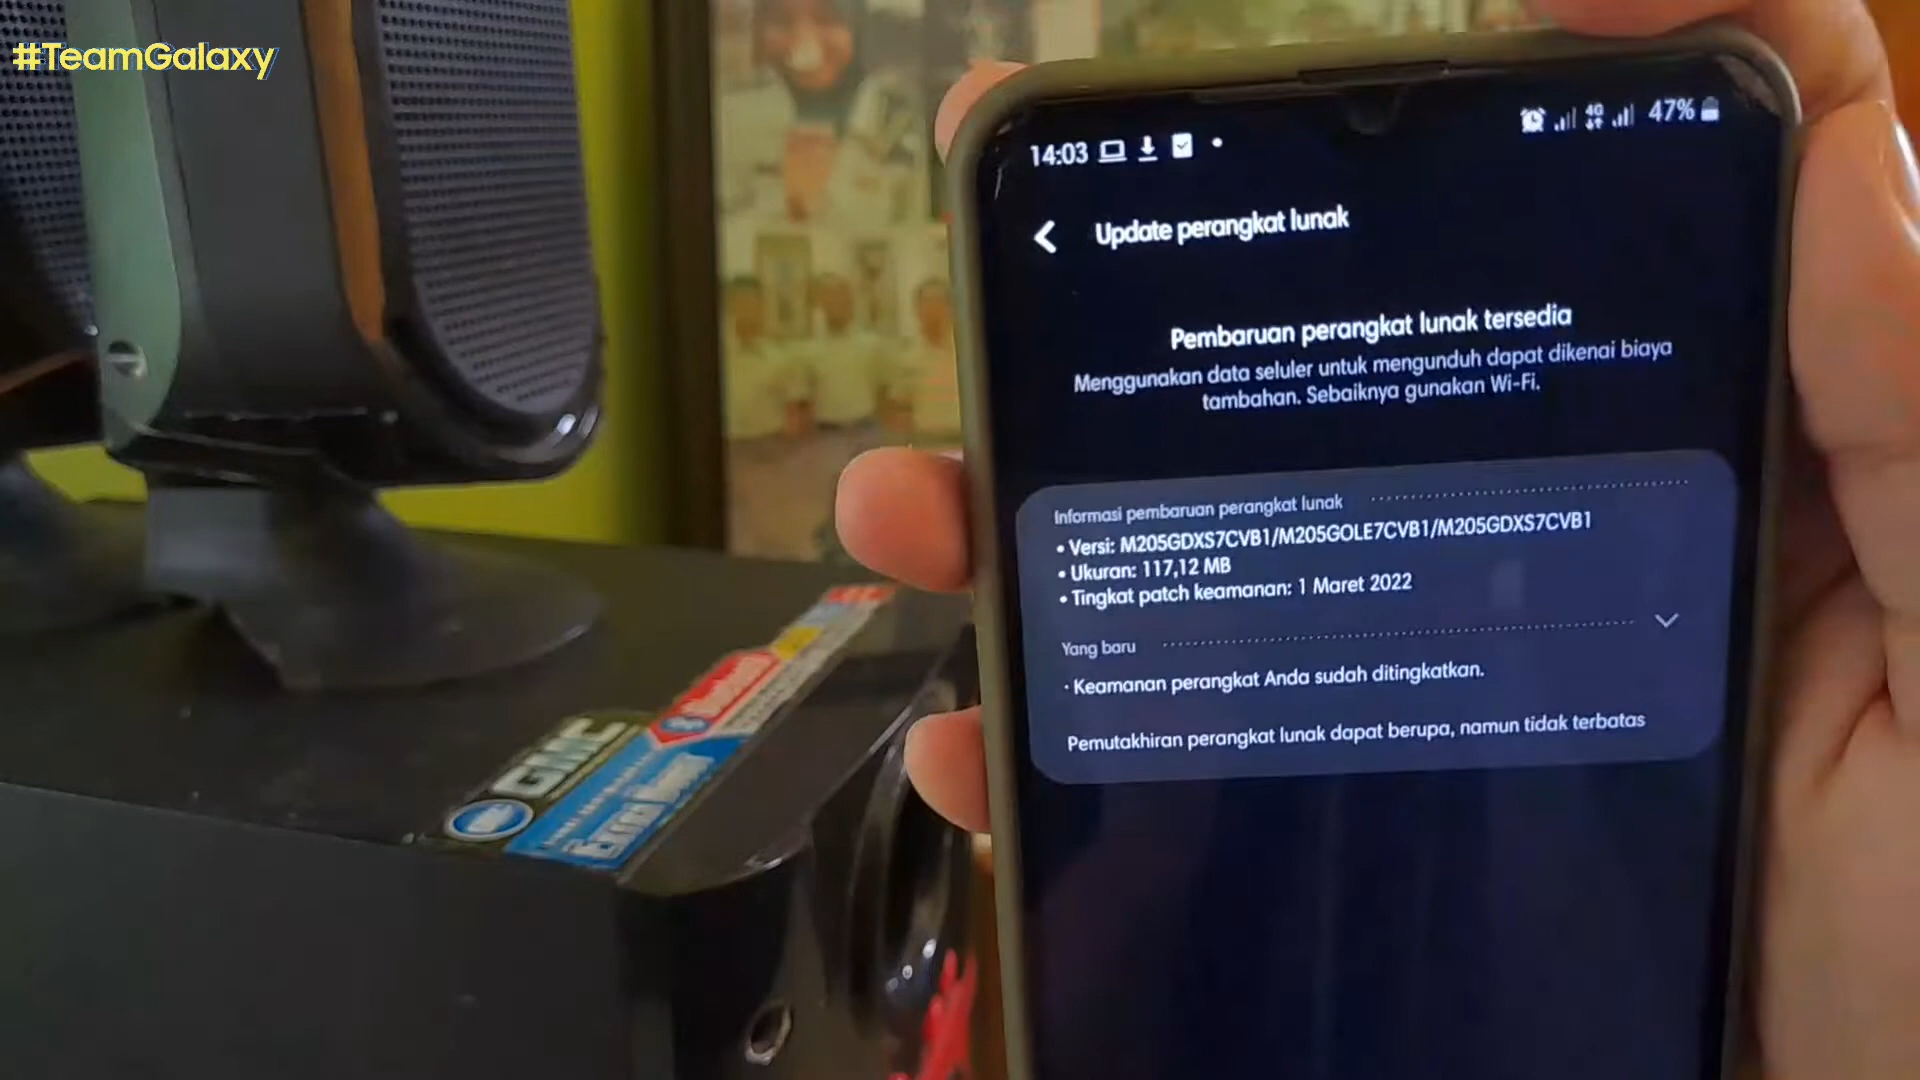 #TeamGalaxy
14:03
4G 47%
Update perangkat lunak
Pembaruan perangkat lunak tersedia
Menggunakan data seluler untuk mengunduh dapat dikenai biaya
tambahan. Sebaiknya gunakan Wi-Fi.
Informasi pembaruan perangkat lunak
• Versi: M205GDXS7CVB1/M205GOLE7CVB1/M205GDXS7CVB1
• Ukuran: 117,12 MB
• Tingkat patch keamanan: 1 Maret 2022
Yang baru
· Keamanan perangkat Anda sudah ditingkatkan.
Pemutakhiran perangkat lunak dapat berupa, namun tidak terbatas
GMC
Bluetooth